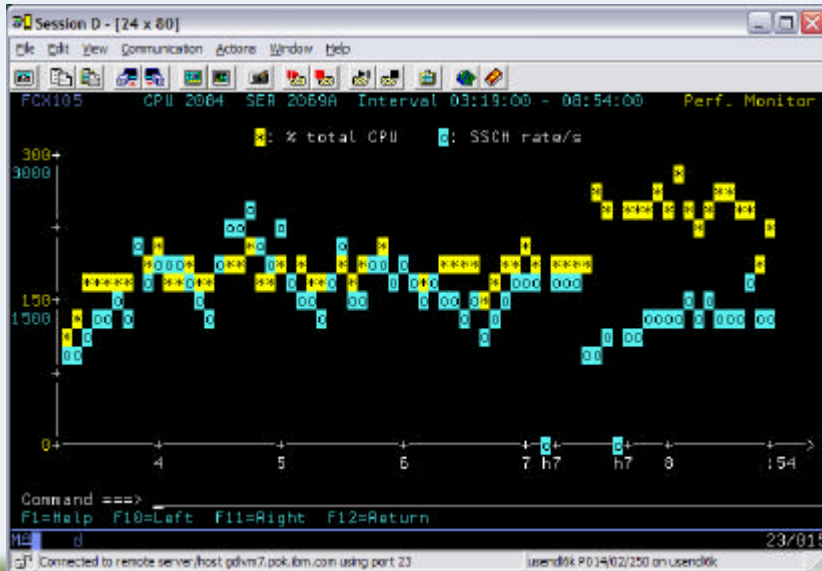 Session D - [24 x 80]
File Edit View Communication Actions Window Help
FCX105 CPU 2084 SER 2069A Interval 03:19:00 - 08:54:00 Perf. Monitor
*: % total CPU o: SSCH rate/s
300
3000
150
1500
0
4 5 6 7 h7 h7 8 :54
Command ===> _
F1=Help F10=Left F11=Right F12=Return
MA d 23/015
Connected to remote server/host gdlvm7.pok.ibm.com using port 23